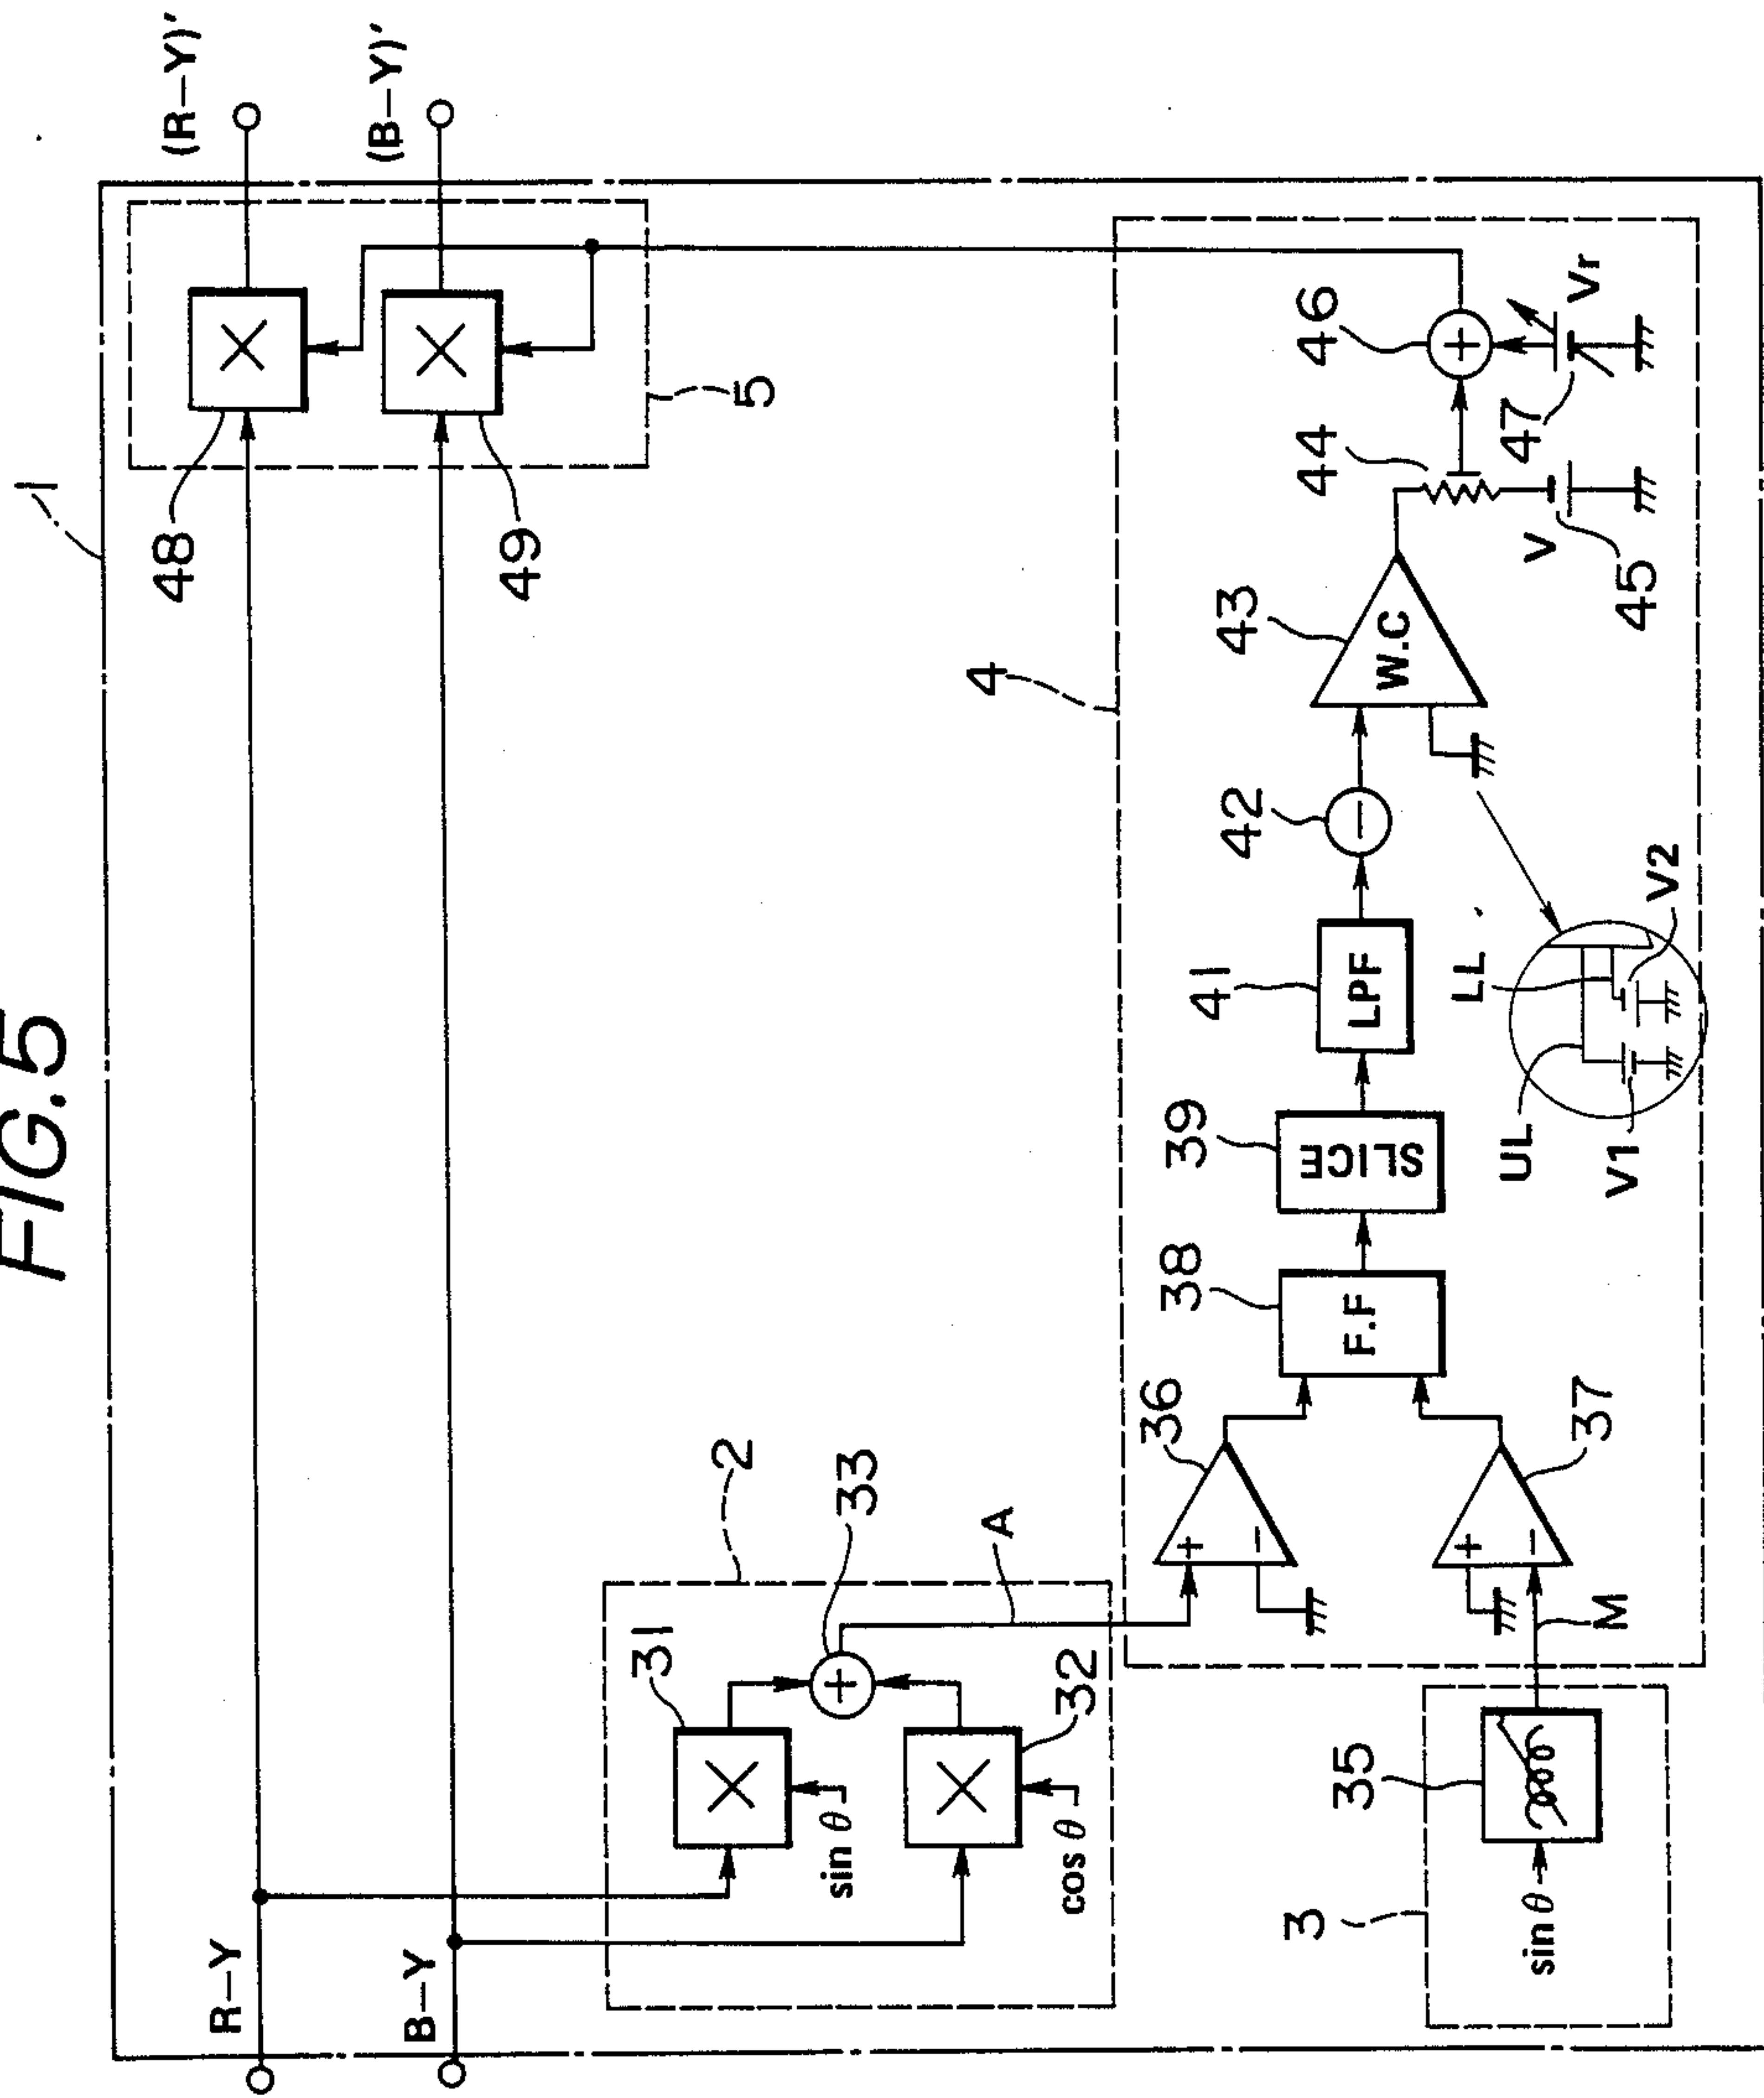 FIG.5
1
R–Y
(R–Y)′
48
B–Y
(B–Y)′
49
5
2
31
sin θ
33
32
cos θ
A
4
36
+
−
37
+
−
M
3
35
sin θ
38
F.F
39
SLICE
41
LPF
42
43
W.C
44
46
47
Vr
V
45
UL
LL
V1
V2